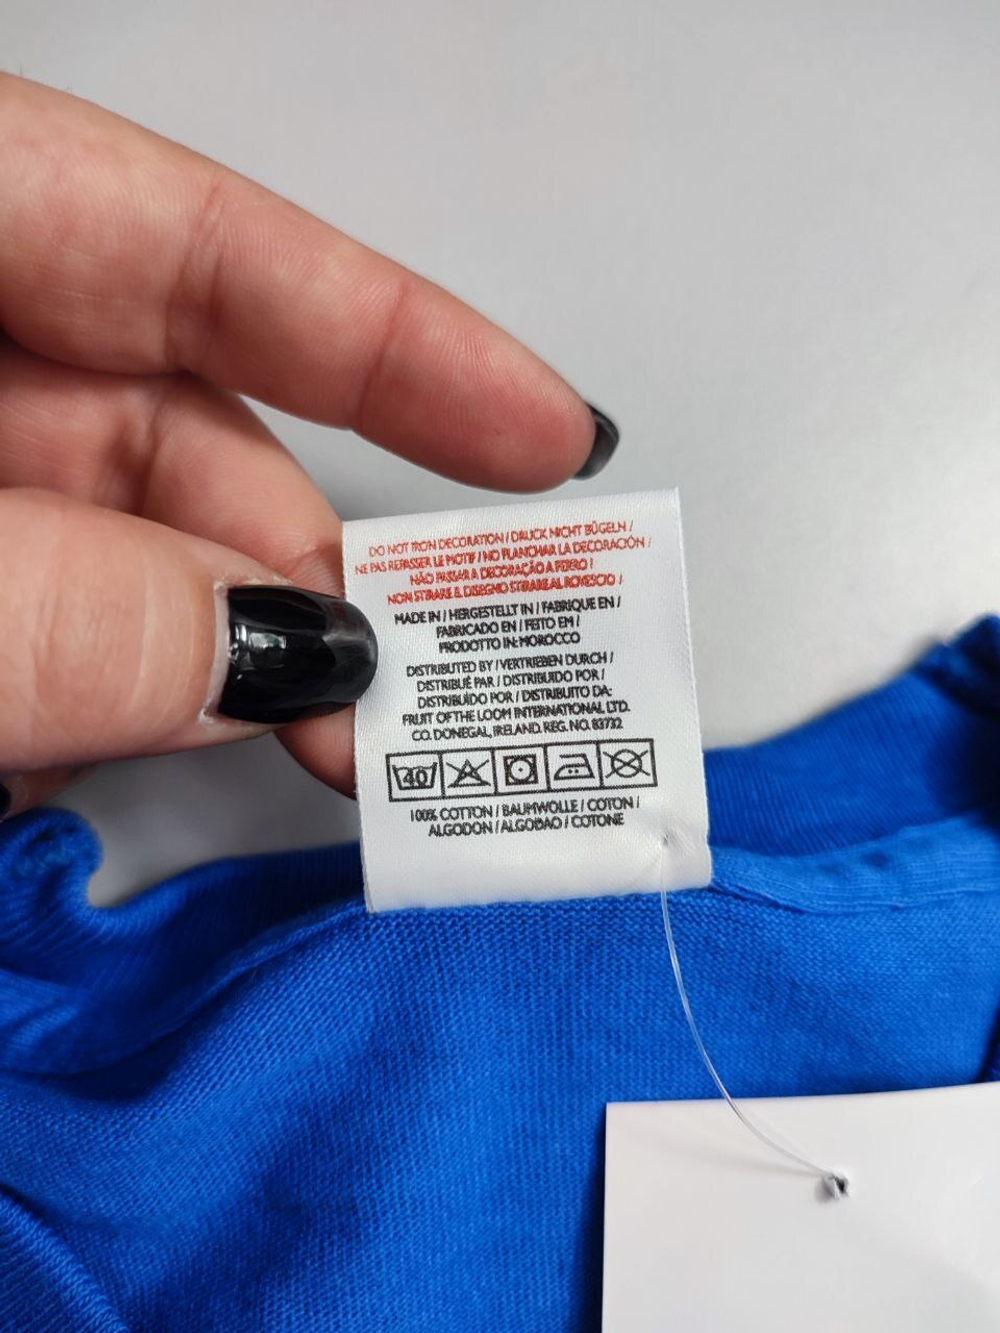 DO NOT IRON DECORATION / DRUCK NICHT BÜGELN /
NE PAS REPASSER LE MOTIF / NO PLANCHAR LA DECORACIÓN /
NÃO PASSAR A DECORAÇÃO A FERRO /
NON STIRARE IL DISEGNO STIRARE AL ROVESCIO /
MADE IN / HERGESTELLT IN / FABRIQUE EN /
FABRICADO EN / FEITO EM /
PRODOTTO IN: MOROCCO
DISTRIBUTED BY / VERTRIEBEN DURCH /
DISTRIBUÉ PAR / DISTRIBUIDO POR /
DISTRIBUÍDO POR / DISTRIBUITO DA:
FRUIT OF THE LOOM INTERNATIONAL LTD.
CO. DONEGAL, IRELAND. REG. NO. 83732
40
100% COTTON / BAUMWOLLE / COTON /
ALGODON / ALGODAO / COTONE